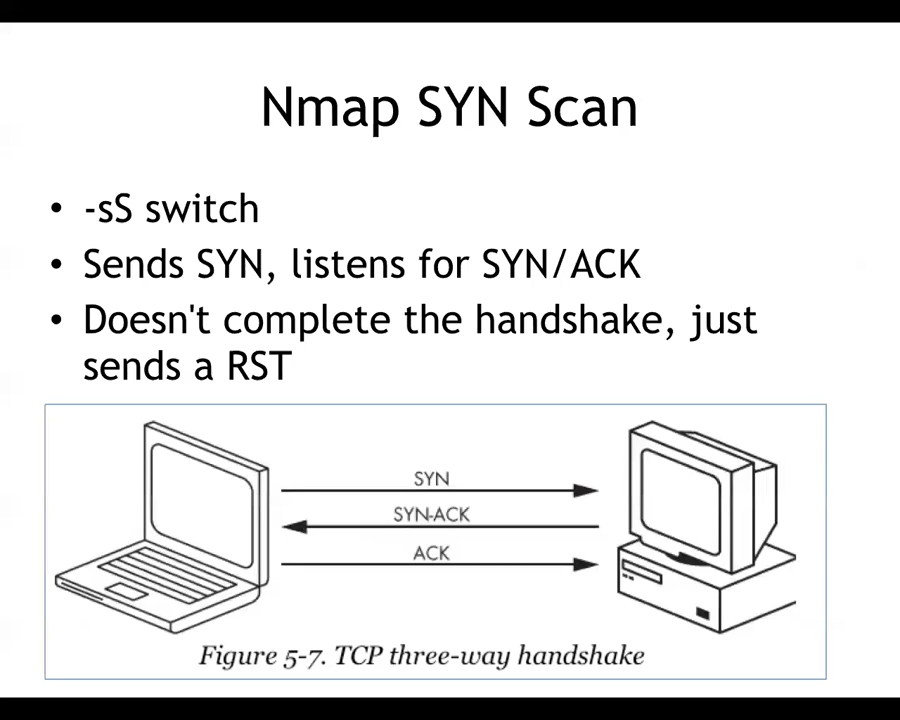 Nmap SYN Scan
• -sS switch
• Sends SYN, listens for SYN/ACK
• Doesn't complete the handshake, just
sends a RST
SYN
SYN-ACK
ACK
Figure 5-7. TCP three-way handshake